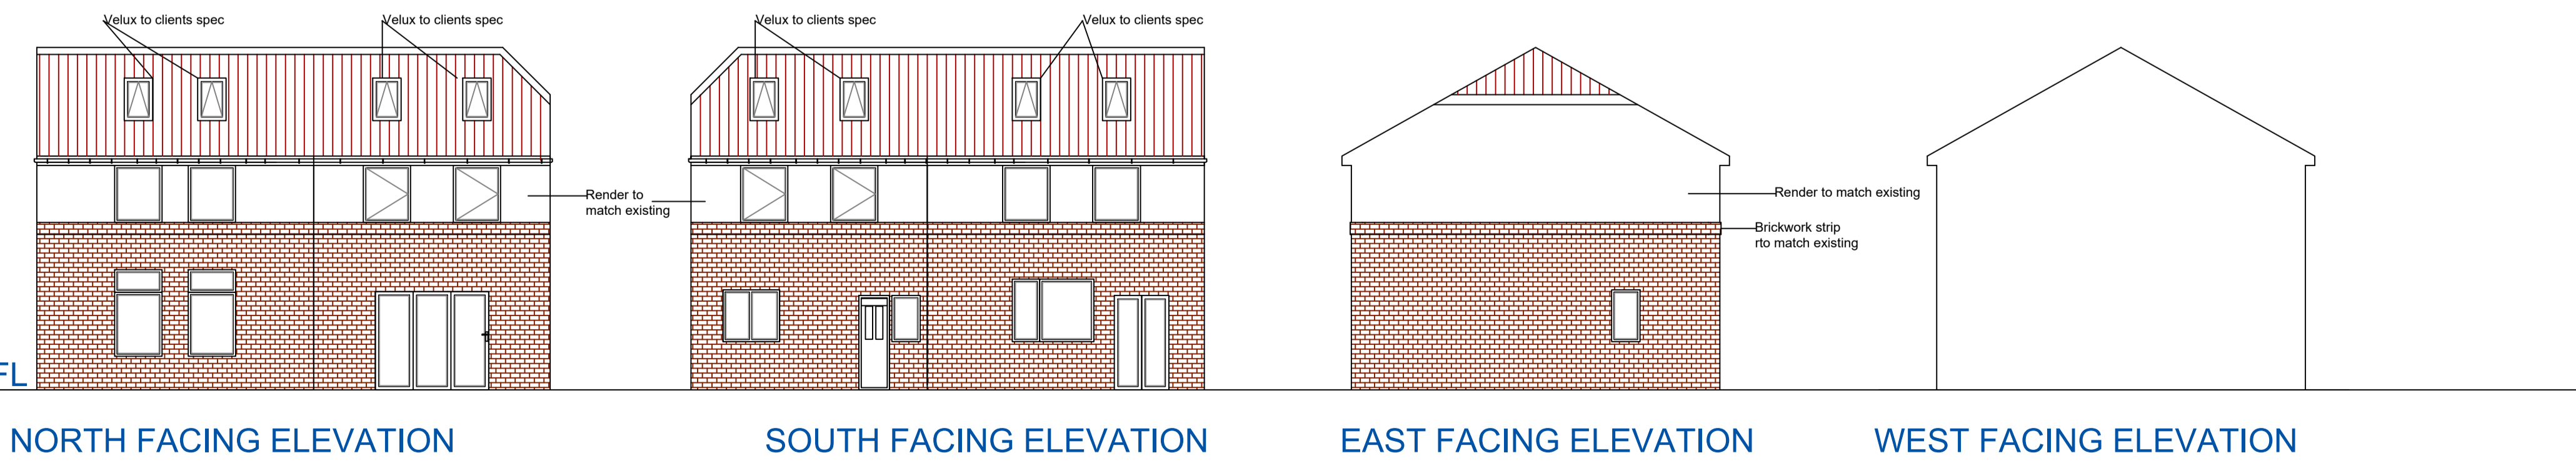 Velux to clients spec
Velux to clients spec
Velux to clients spec
Velux to clients spec
Render to
match existing
Render to match existing
Brickwork strip
rto match existing
FL
NORTH FACING ELEVATION
SOUTH FACING ELEVATION
EAST FACING ELEVATION
WEST FACING ELEVATION